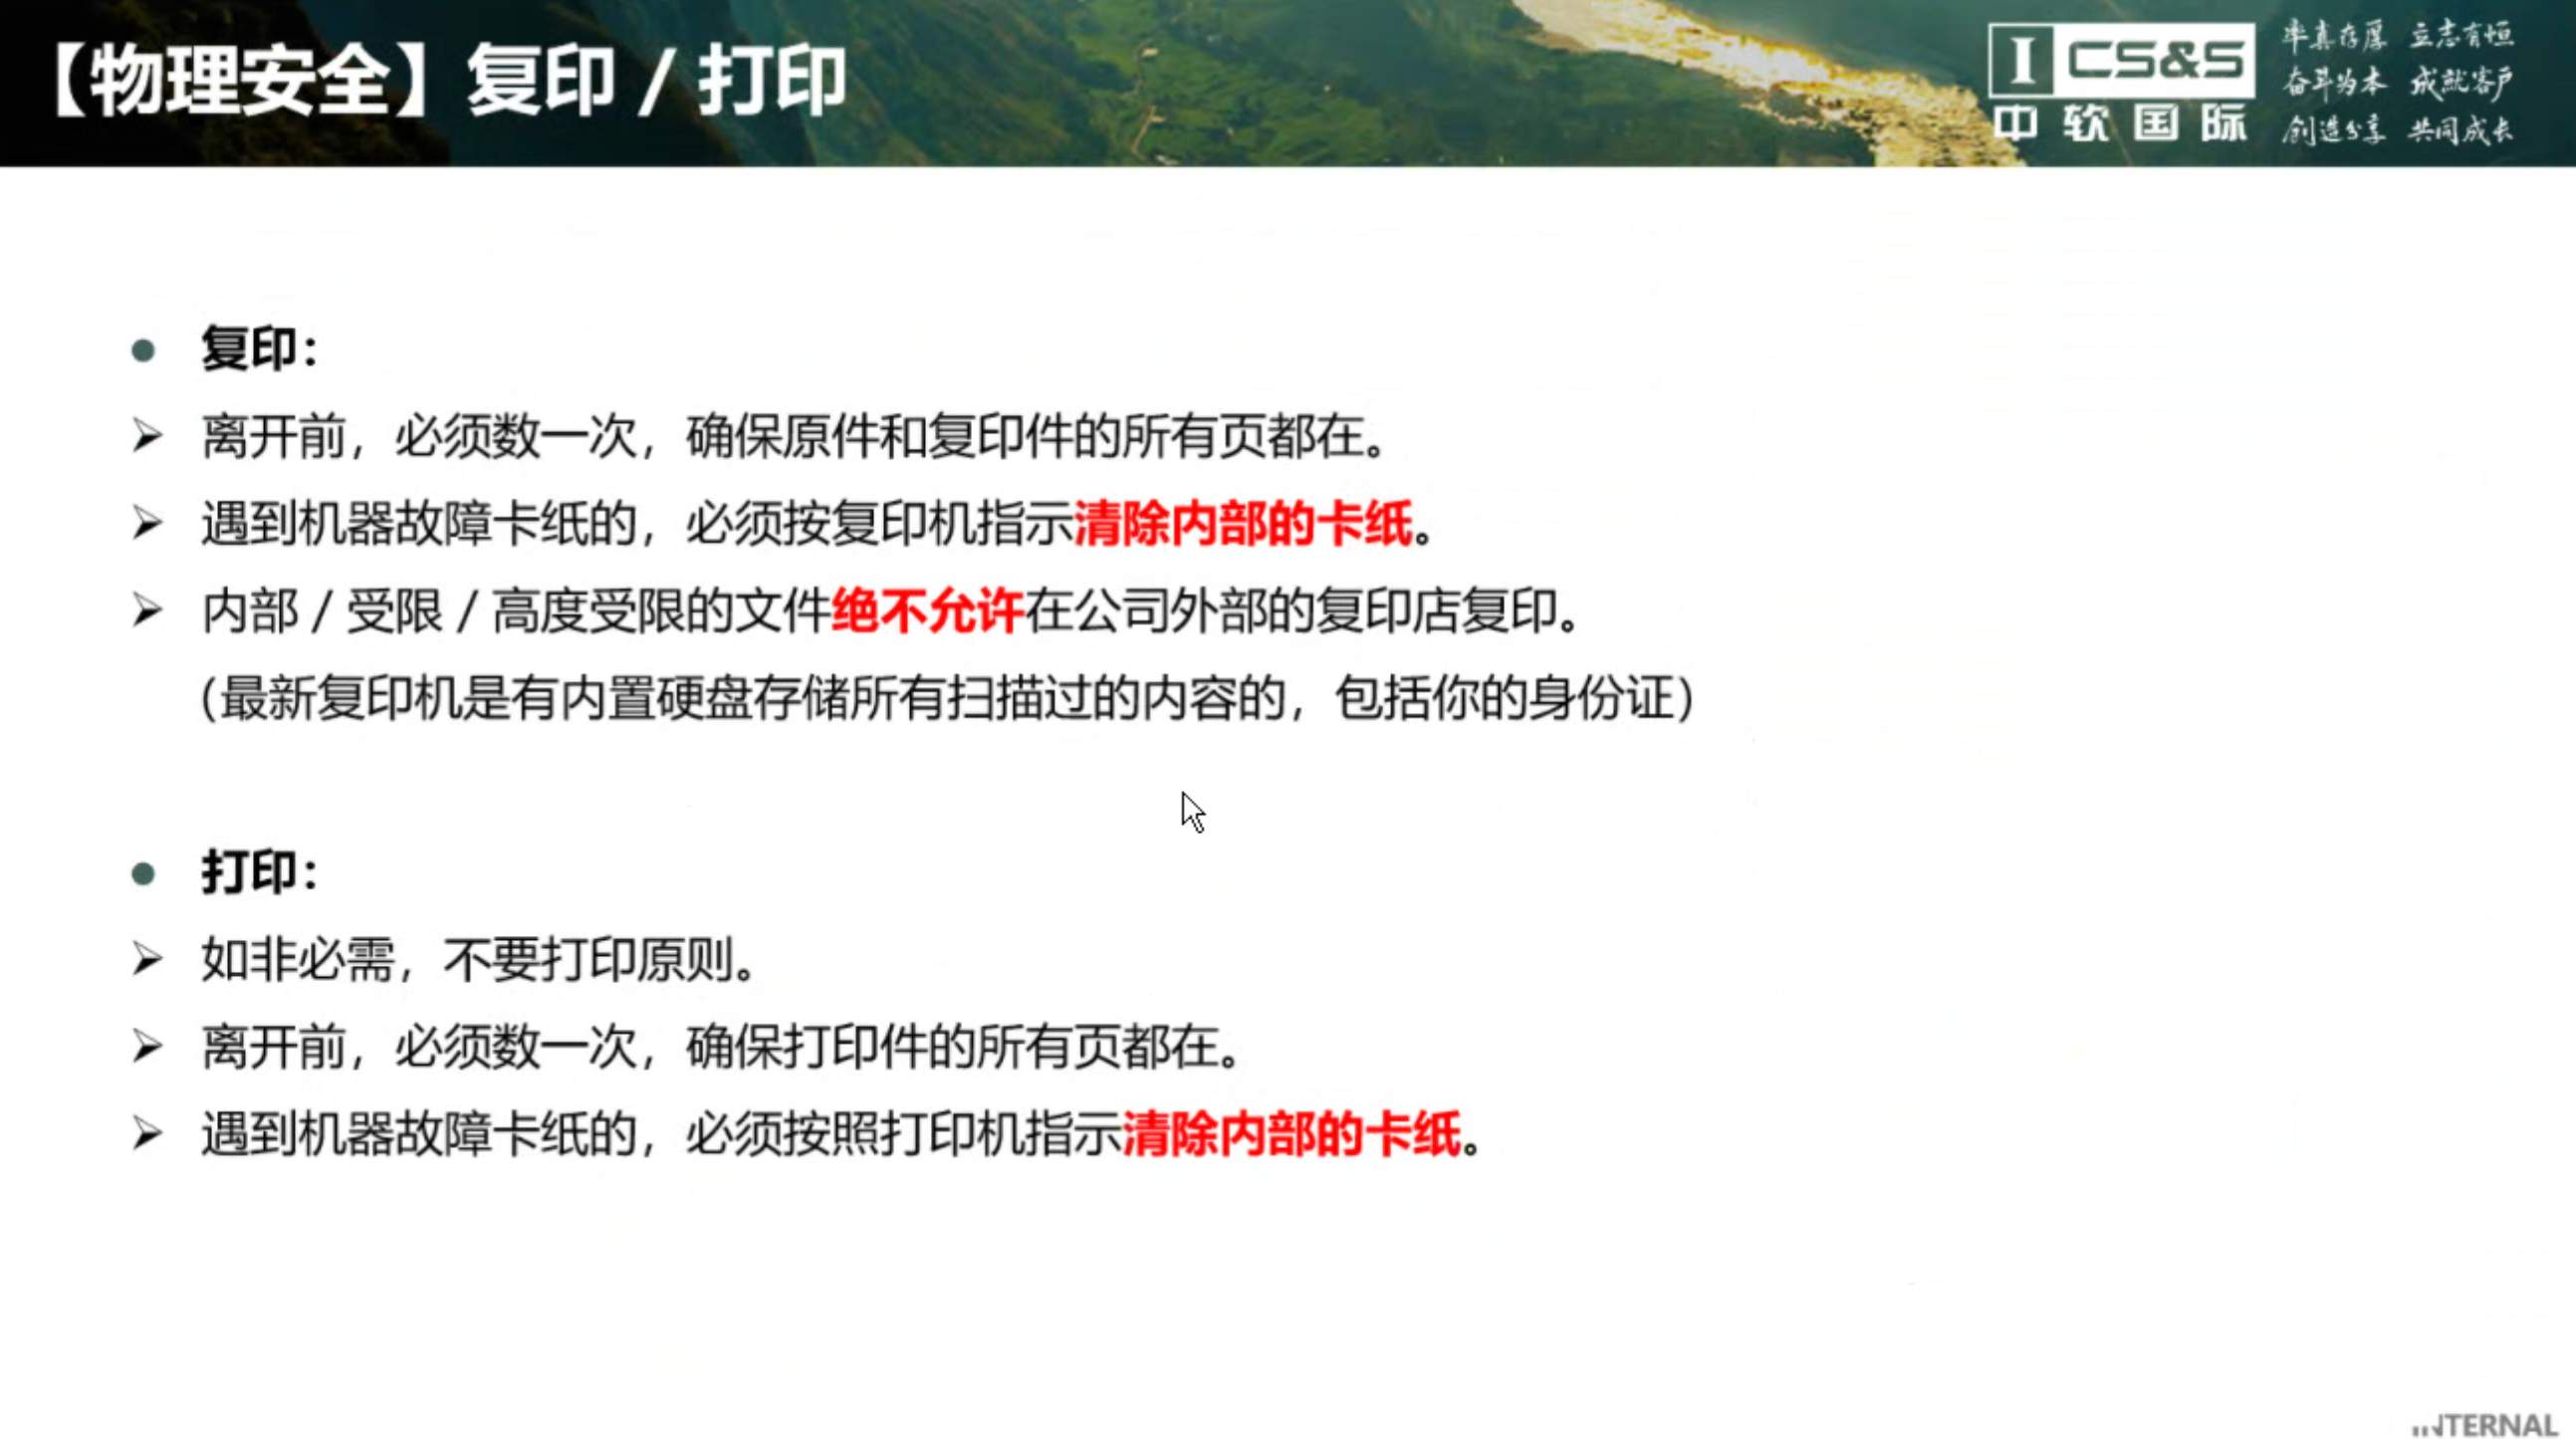 【物理安全】复印 / 打印
I CS&S
中软国际
率真存厚 立志有恒
奋斗为本 成就客户
创造分享 共同成长
复印：
离开前，必须数一次，确保原件和复印件的所有页都在。
遇到机器故障卡纸的，必须按复印机指示清除内部的卡纸。
内部 / 受限 / 高度受限的文件绝不允许在公司外部的复印店复印。
（最新复印机是有内置硬盘存储所有扫描过的内容的，包括你的身份证）
打印：
如非必需，不要打印原则。
离开前，必须数一次，确保打印件的所有页都在。
遇到机器故障卡纸的，必须按照打印机指示清除内部的卡纸。
INTERNAL